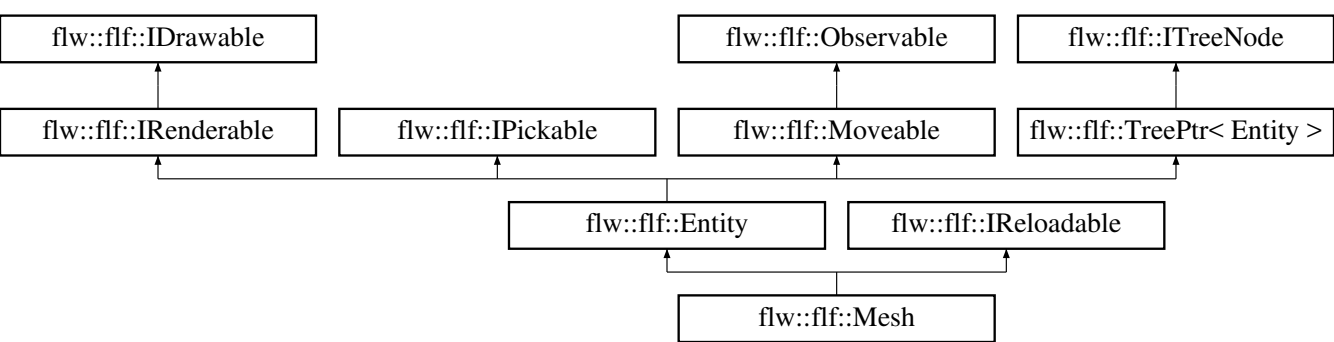 flw::flf::IDrawable
flw::flf::Observable
flw::flf::ITreeNode
flw::flf::IRenderable
flw::flf::IPickable
flw::flf::Moveable
flw::flf::TreePtr< Entity >
flw::flf::Entity
flw::flf::IReloadable
flw::flf::Mesh